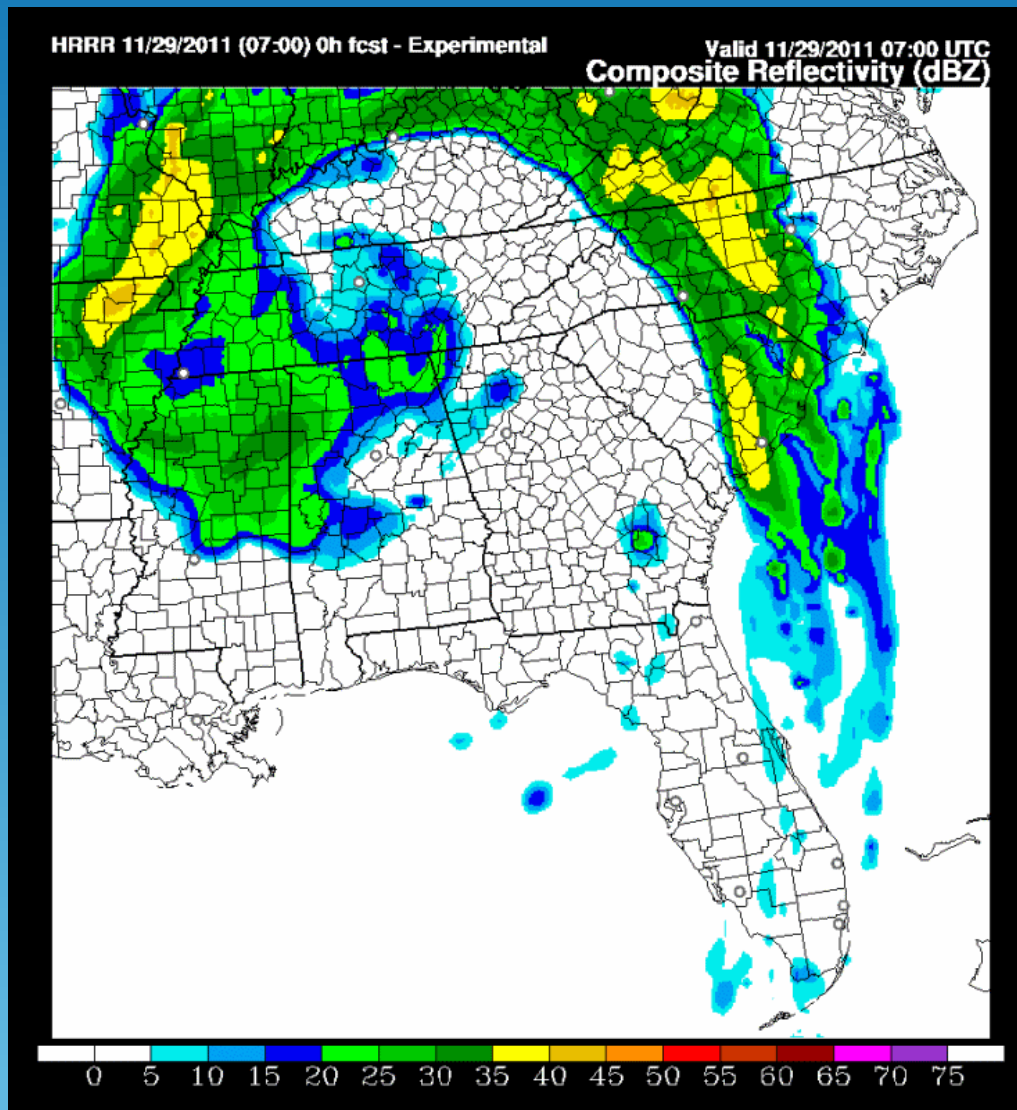 HRRR 11/29/2011 (07:00) 0h fcst - Experimental
Valid 11/29/2011 07:00 UTC
Composite Reflectivity (dBZ)
0 5 10 15 20 25 30 35 40 45 50 55 60 65 70 75